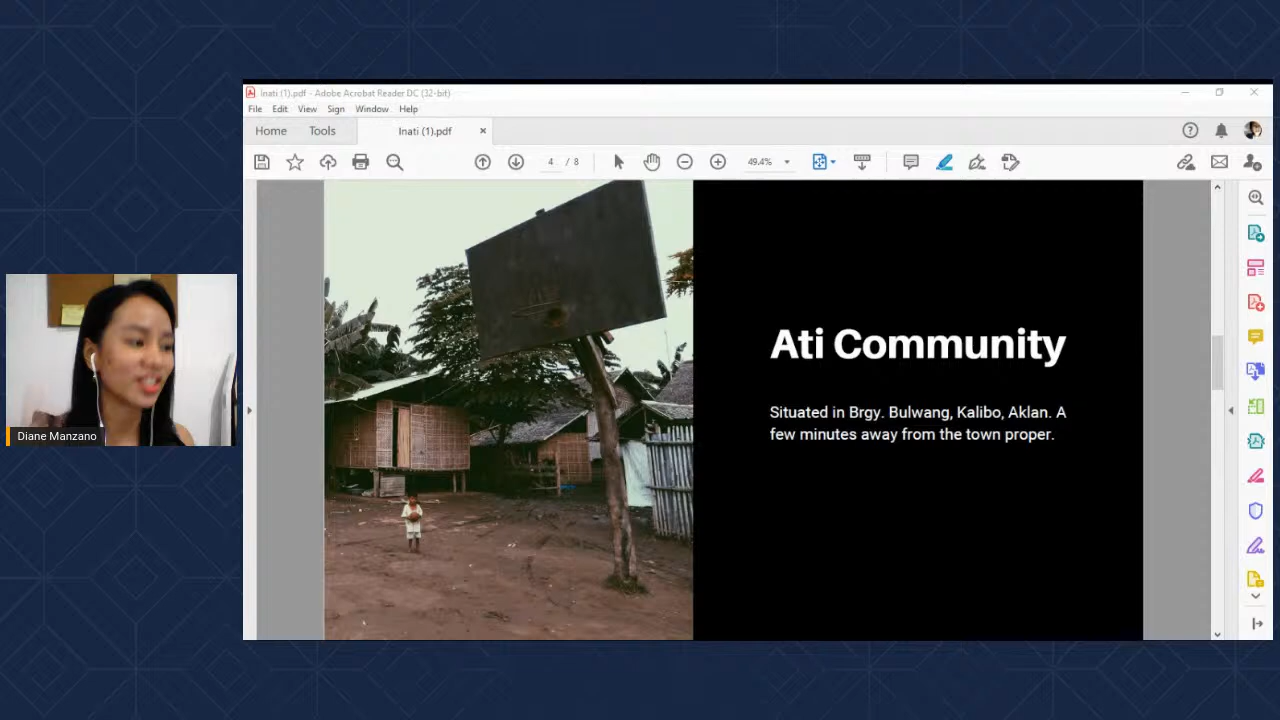 Inati (1).pdf - Adobe Acrobat Reader DC (32-bit)
File Edit View Sign Window Help
Home Tools Inati (1).pdf
4 / 8 49.4%
Ati Community
Situated in Brgy. Bulwang, Kalibo, Aklan. A
few minutes away from the town proper.
Diane Manzano